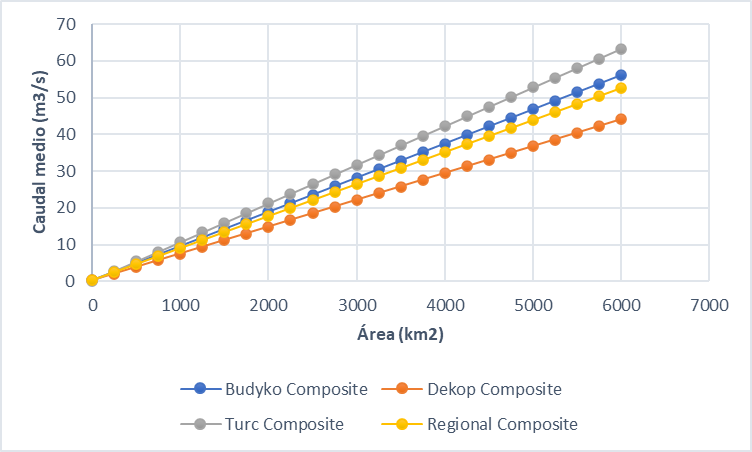 70
60
50
40
30
20
10
0
Caudal medio (m3/s)
0 1000 2000 3000 4000 5000 6000 7000
Área (km2)
Budyko Composite Dekop Composite
Turc Composite Regional Composite